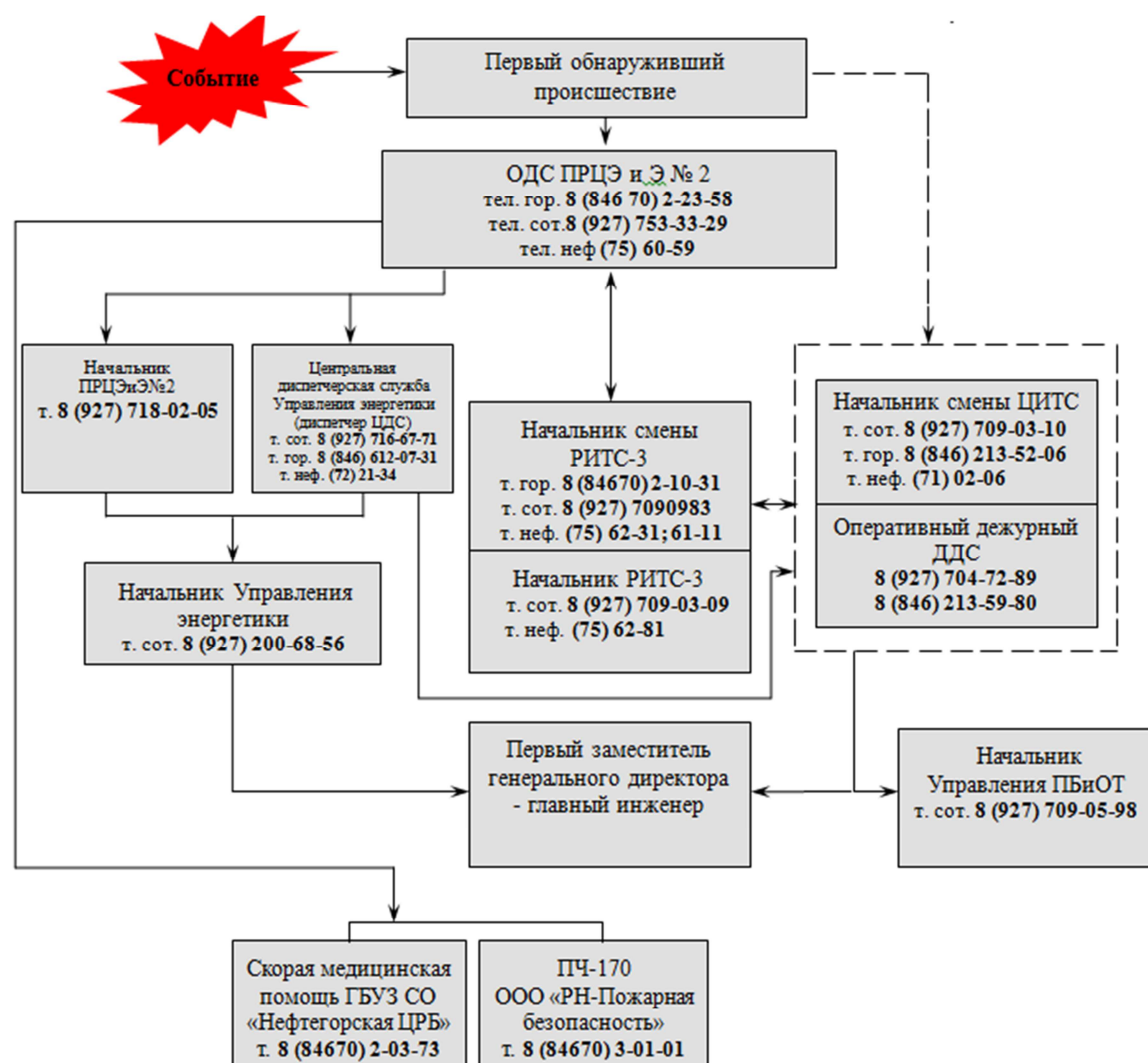 Событие
Первый обнаруживший
происшествие
ОДС ПРЦЭ и Э № 2
тел. гор. 8 (846 70) 2-23-58
тел. сот.8 (927) 753-33-29
тел. неф (75) 60-59
Начальник
ПРЦЭиЭ№2
т. 8 (927) 718-02-05
Центральная
диспетчерская служба
Управления энергетики
(диспетчер ЦДС)
т. сот. 8 (927) 716-67-71
т. гор. 8 (846) 612-07-31
т. неф. (72) 21-34
Начальник смены
РИТС-3
т. гор. 8 (84670) 2-10-31
т. сот. 8 (927) 7090983
т. неф. (75) 62-31; 61-11
Начальник РИТС-3
т. сот. 8 (927) 709-03-09
т. неф. (75) 62-81
Начальник смены ЦИТС
т. сот. 8 (927) 709-03-10
т. гор. 8 (846) 213-52-06
т. неф. (71) 02-06
Оперативный дежурный
ДДС
8 (927) 704-72-89
8 (846) 213-59-80
Начальник Управления
энергетики
т. сот. 8 (927) 200-68-56
Первый заместитель
генерального директора
- главный инженер
Начальник
Управления ПБиОТ
т. сот. 8 (927) 709-05-98
Скорая медицинская
помощь ГБУЗ СО
«Нефтегорская ЦРБ»
т. 8 (84670) 2-03-73
ПЧ-170
ООО «РН-Пожарная
безопасность»
т. 8 (84670) 3-01-01